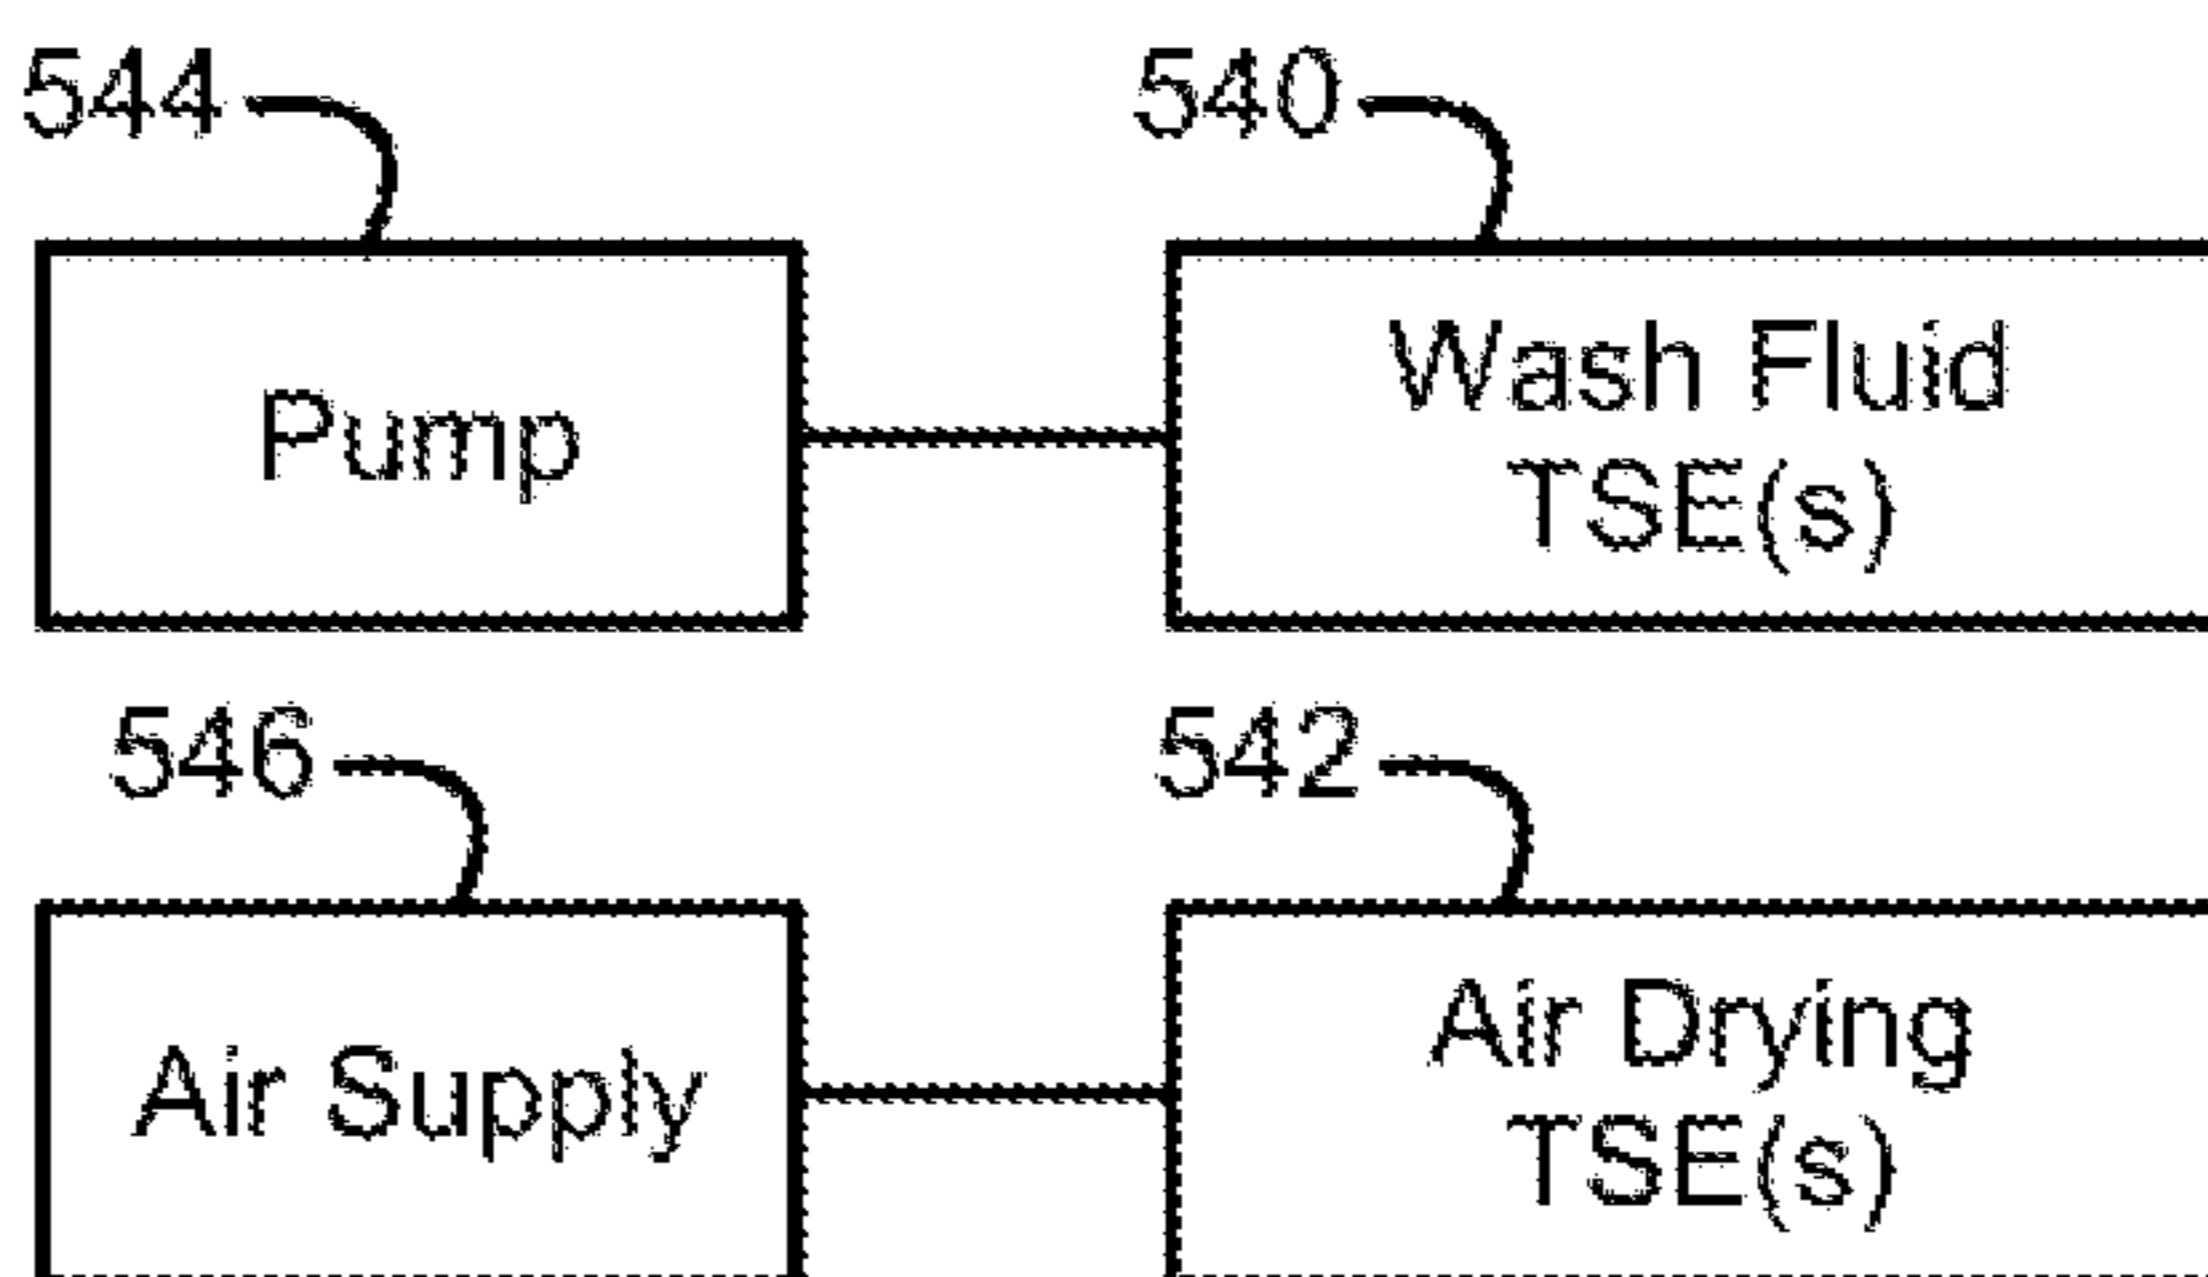 544
540
Pump
Wash Fluid
TSE(s)
546
542
Air Supply
Air Drying
TSE(s)